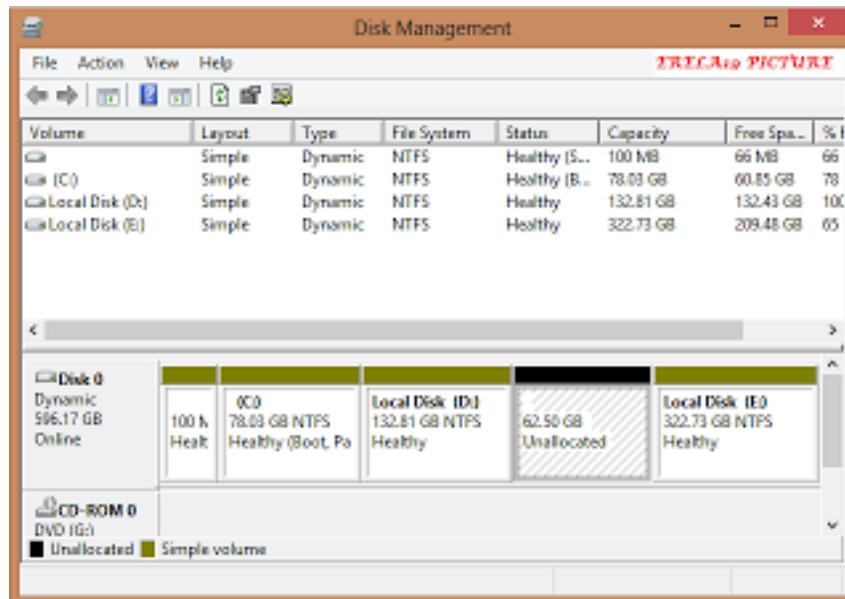 Disk Management
File Action View Help TRELA19 PICTURE
Volume Layout Type File System Status Capacity Free Spa... %
Simple Dynamic NTFS Healthy (S... 100 MB 66 MB 66
(C:) Simple Dynamic NTFS Healthy (B... 78.03 GB 60.85 GB 78
Local Disk (D:) Simple Dynamic NTFS Healthy 132.81 GB 132.43 GB 100
Local Disk (E:) Simple Dynamic NTFS Healthy 322.73 GB 209.48 GB 65
Disk 0
Dynamic
596.17 GB
Online
100 M
Healt
(C:)
78.03 GB NTFS
Healthy (Boot, Pa
Local Disk (D:)
132.81 GB NTFS
Healthy
62.50 GB
Unallocated
Local Disk (E:)
322.73 GB NTFS
Healthy
CD-ROM 0
DVD (G:)
Unallocated Simple volume